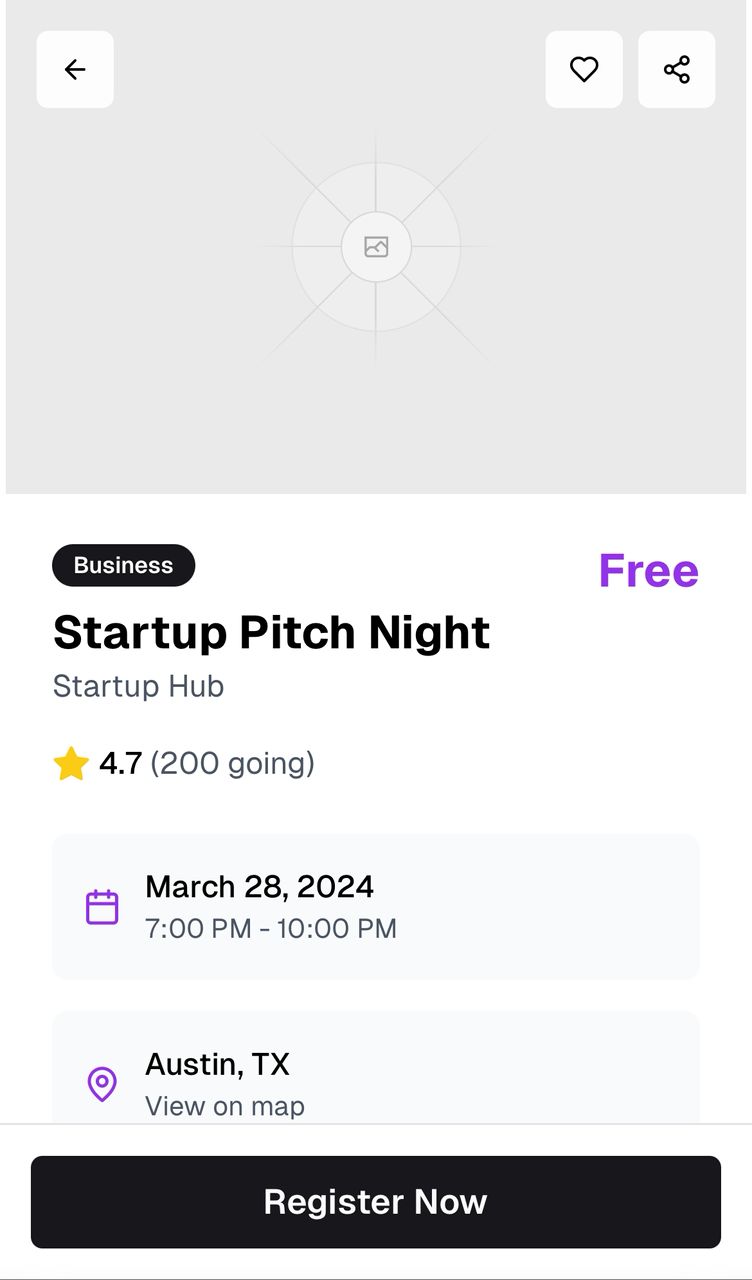 Business
Free
Startup Pitch Night
Startup Hub
4.7 (200 going)
March 28, 2024
7:00 PM - 10:00 PM
Austin, TX
View on map
Register Now